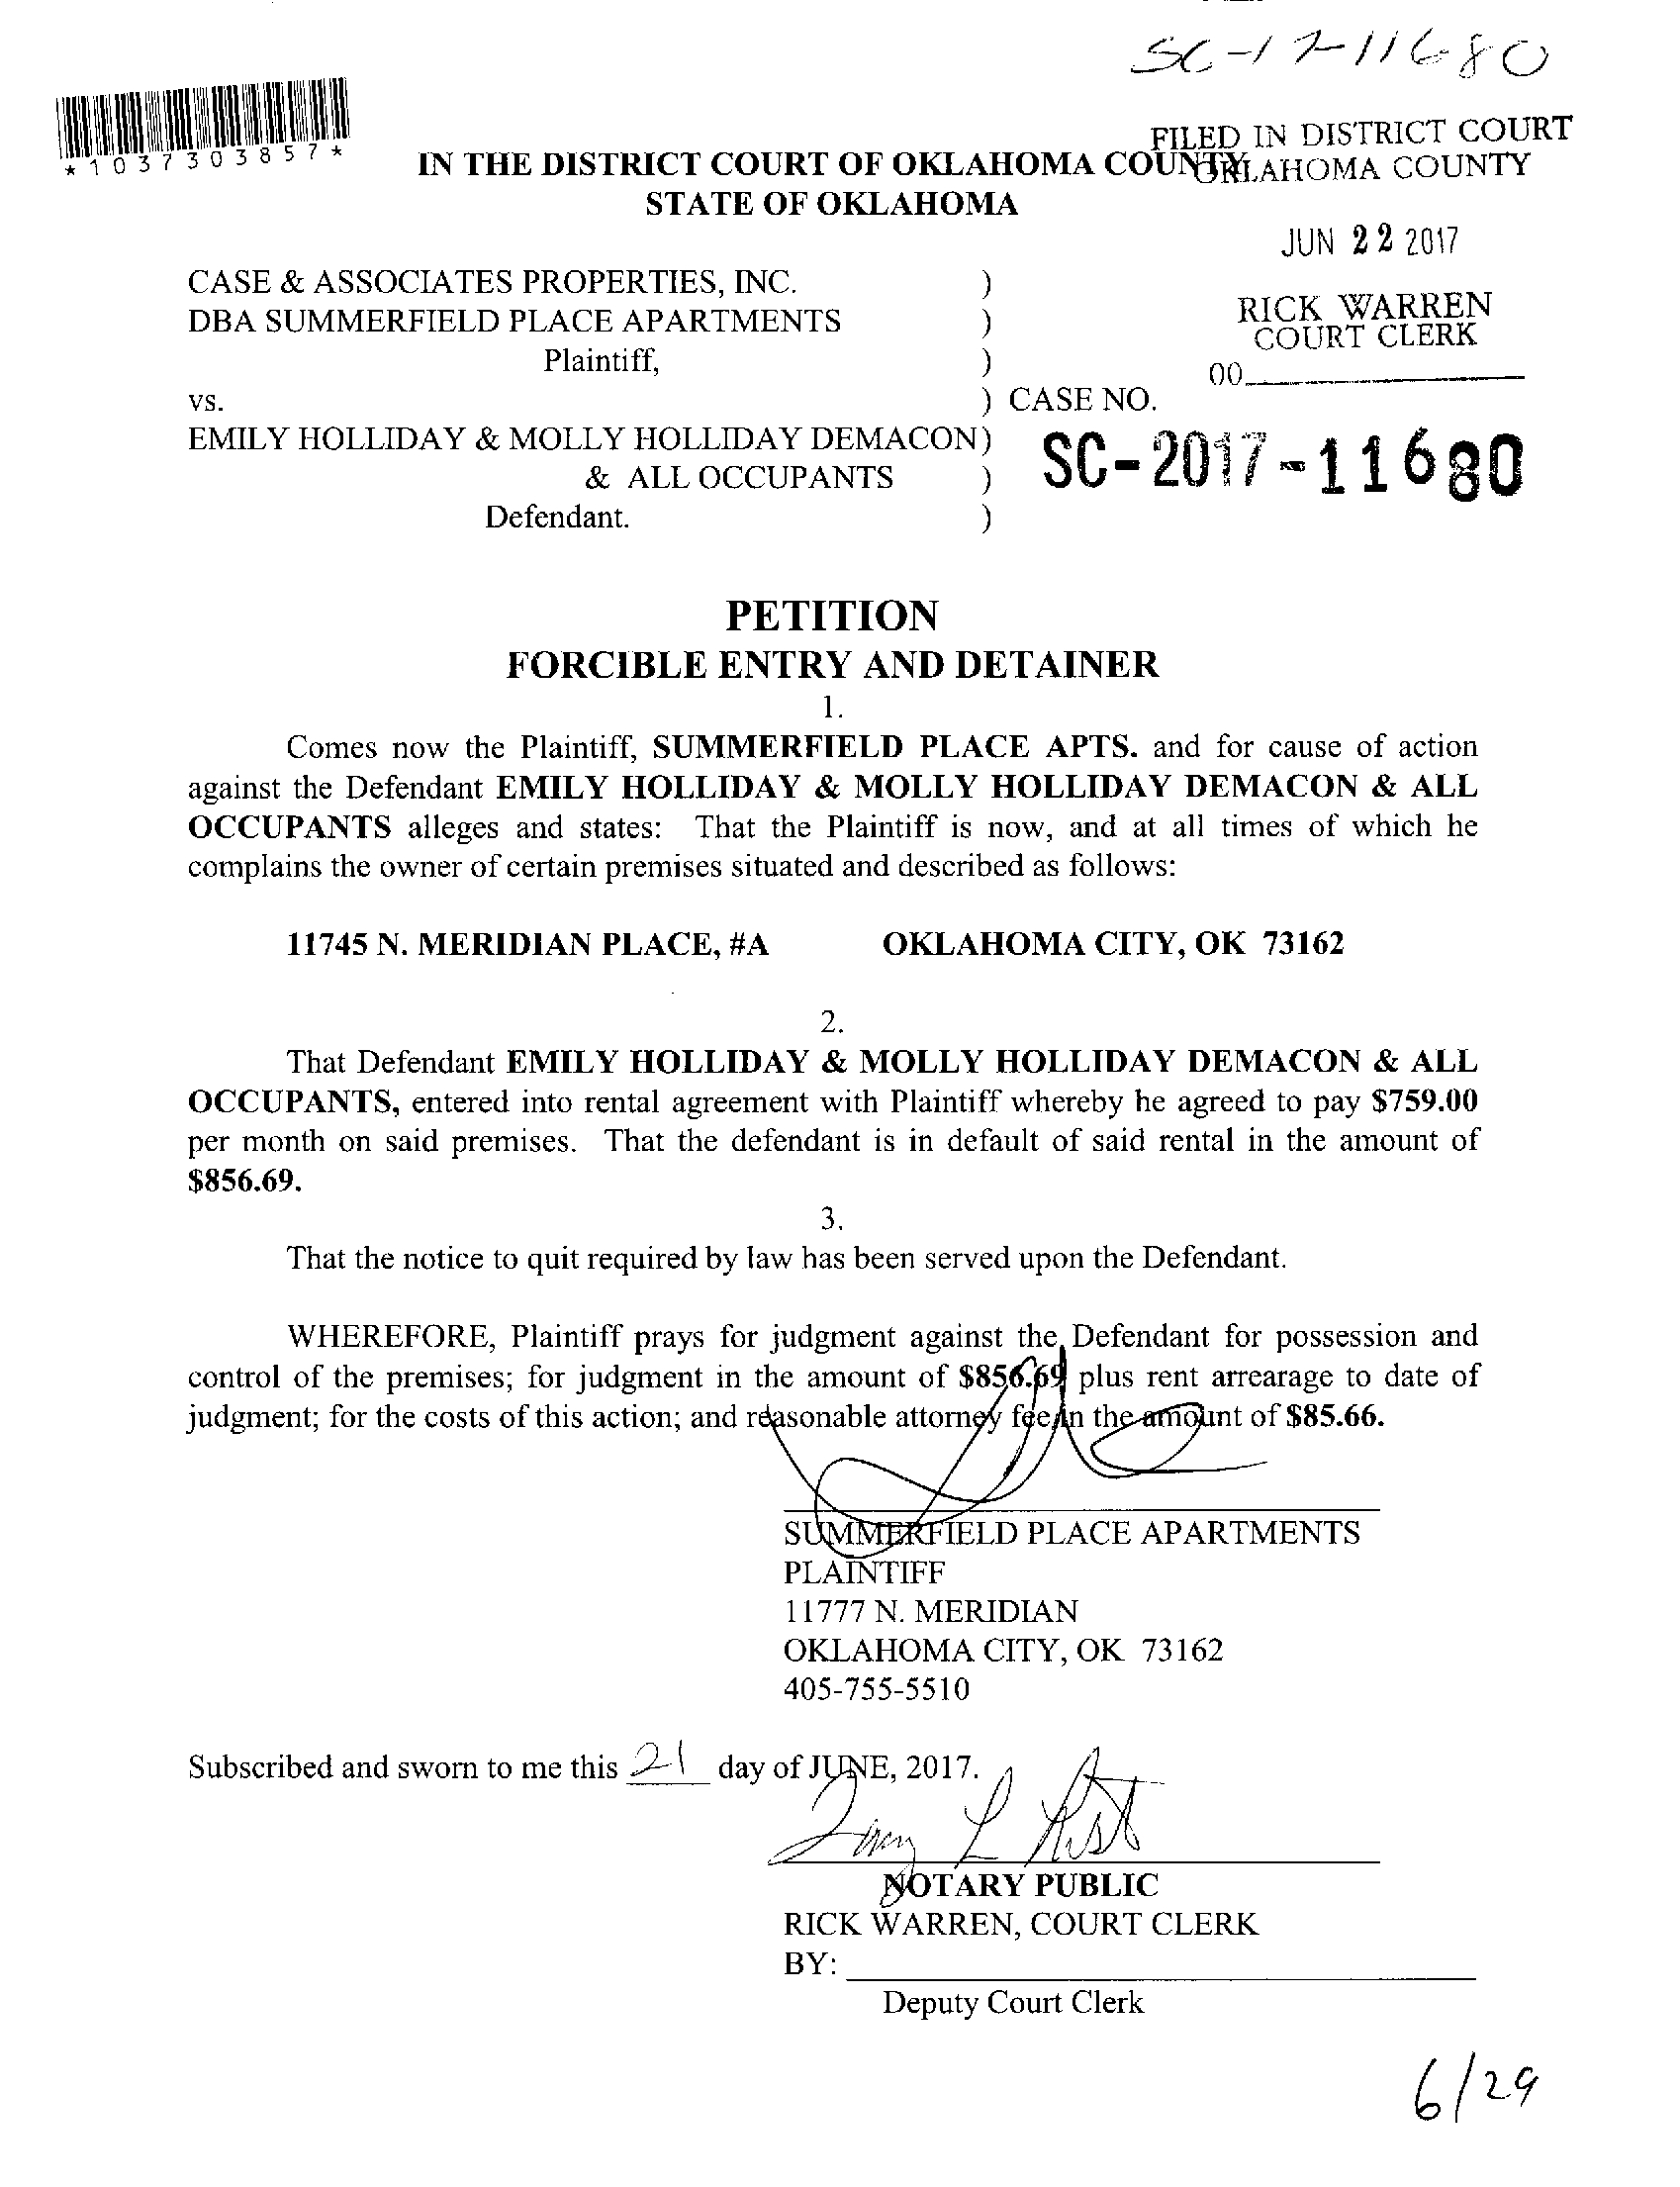 SC-17-11680
*1037303857*
FILED IN DISTRICT COURT
OKLAHOMA COUNTY
IN THE DISTRICT COURT OF OKLAHOMA COUNTY
STATE OF OKLAHOMA
JUN 22 2017
CASE & ASSOCIATES PROPERTIES, INC. )
DBA SUMMERFIELD PLACE APARTMENTS )
RICK WARREN
COURT CLERK
Plaintiff, )
00
vs. ) CASE NO.
EMILY HOLLIDAY & MOLLY HOLLIDAY DEMACON)
SC-2017-11680
& ALL OCCUPANTS )
Defendant. )
PETITION
FORCIBLE ENTRY AND DETAINER
1.
Comes now the Plaintiff, SUMMERFIELD PLACE APTS. and for cause of action
against the Defendant EMILY HOLLIDAY & MOLLY HOLLIDAY DEMACON & ALL
OCCUPANTS alleges and states: That the Plaintiff is now, and at all times of which he
complains the owner of certain premises situated and described as follows:
11745 N. MERIDIAN PLACE, #A OKLAHOMA CITY, OK 73162
2.
That Defendant EMILY HOLLIDAY & MOLLY HOLLIDAY DEMACON & ALL
OCCUPANTS, entered into rental agreement with Plaintiff whereby he agreed to pay $759.00
per month on said premises. That the defendant is in default of said rental in the amount of
$856.69.
3.
That the notice to quit required by law has been served upon the Defendant.
WHEREFORE, Plaintiff prays for judgment against the Defendant for possession and
control of the premises; for judgment in the amount of $856.69 plus rent arrearage to date of
judgment; for the costs of this action; and reasonable attorney fee in the amount of $85.66.
SUMMERFIELD PLACE APARTMENTS
PLAINTIFF
11777 N. MERIDIAN
OKLAHOMA CITY, OK 73162
405-755-5510
Subscribed and sworn to me this 21 day of JUNE, 2017.
NOTARY PUBLIC
RICK WARREN, COURT CLERK
BY:
Deputy Court Clerk
6/29